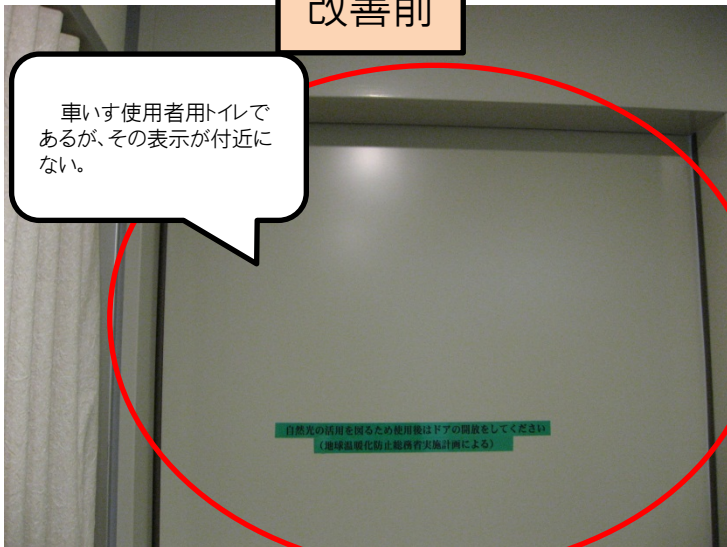 改善前
車いす使用者用トイレで
あるが、その表示が付近に
ない。
自然光の活用を図るため使用後はドアの開放をしてください
（地球温暖化防止総務省実施計画による）